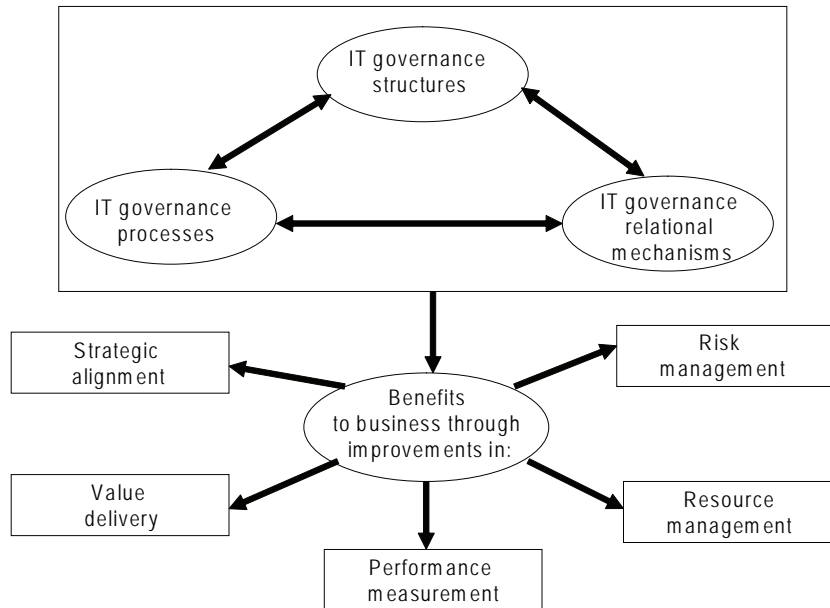 IT governance
structures
IT governance
processes
IT governance
relational
mechanisms
Strategic
alignment
Risk
management
Benefits
to business through
improvements in:
Value
delivery
Resource
management
Performance
measurement